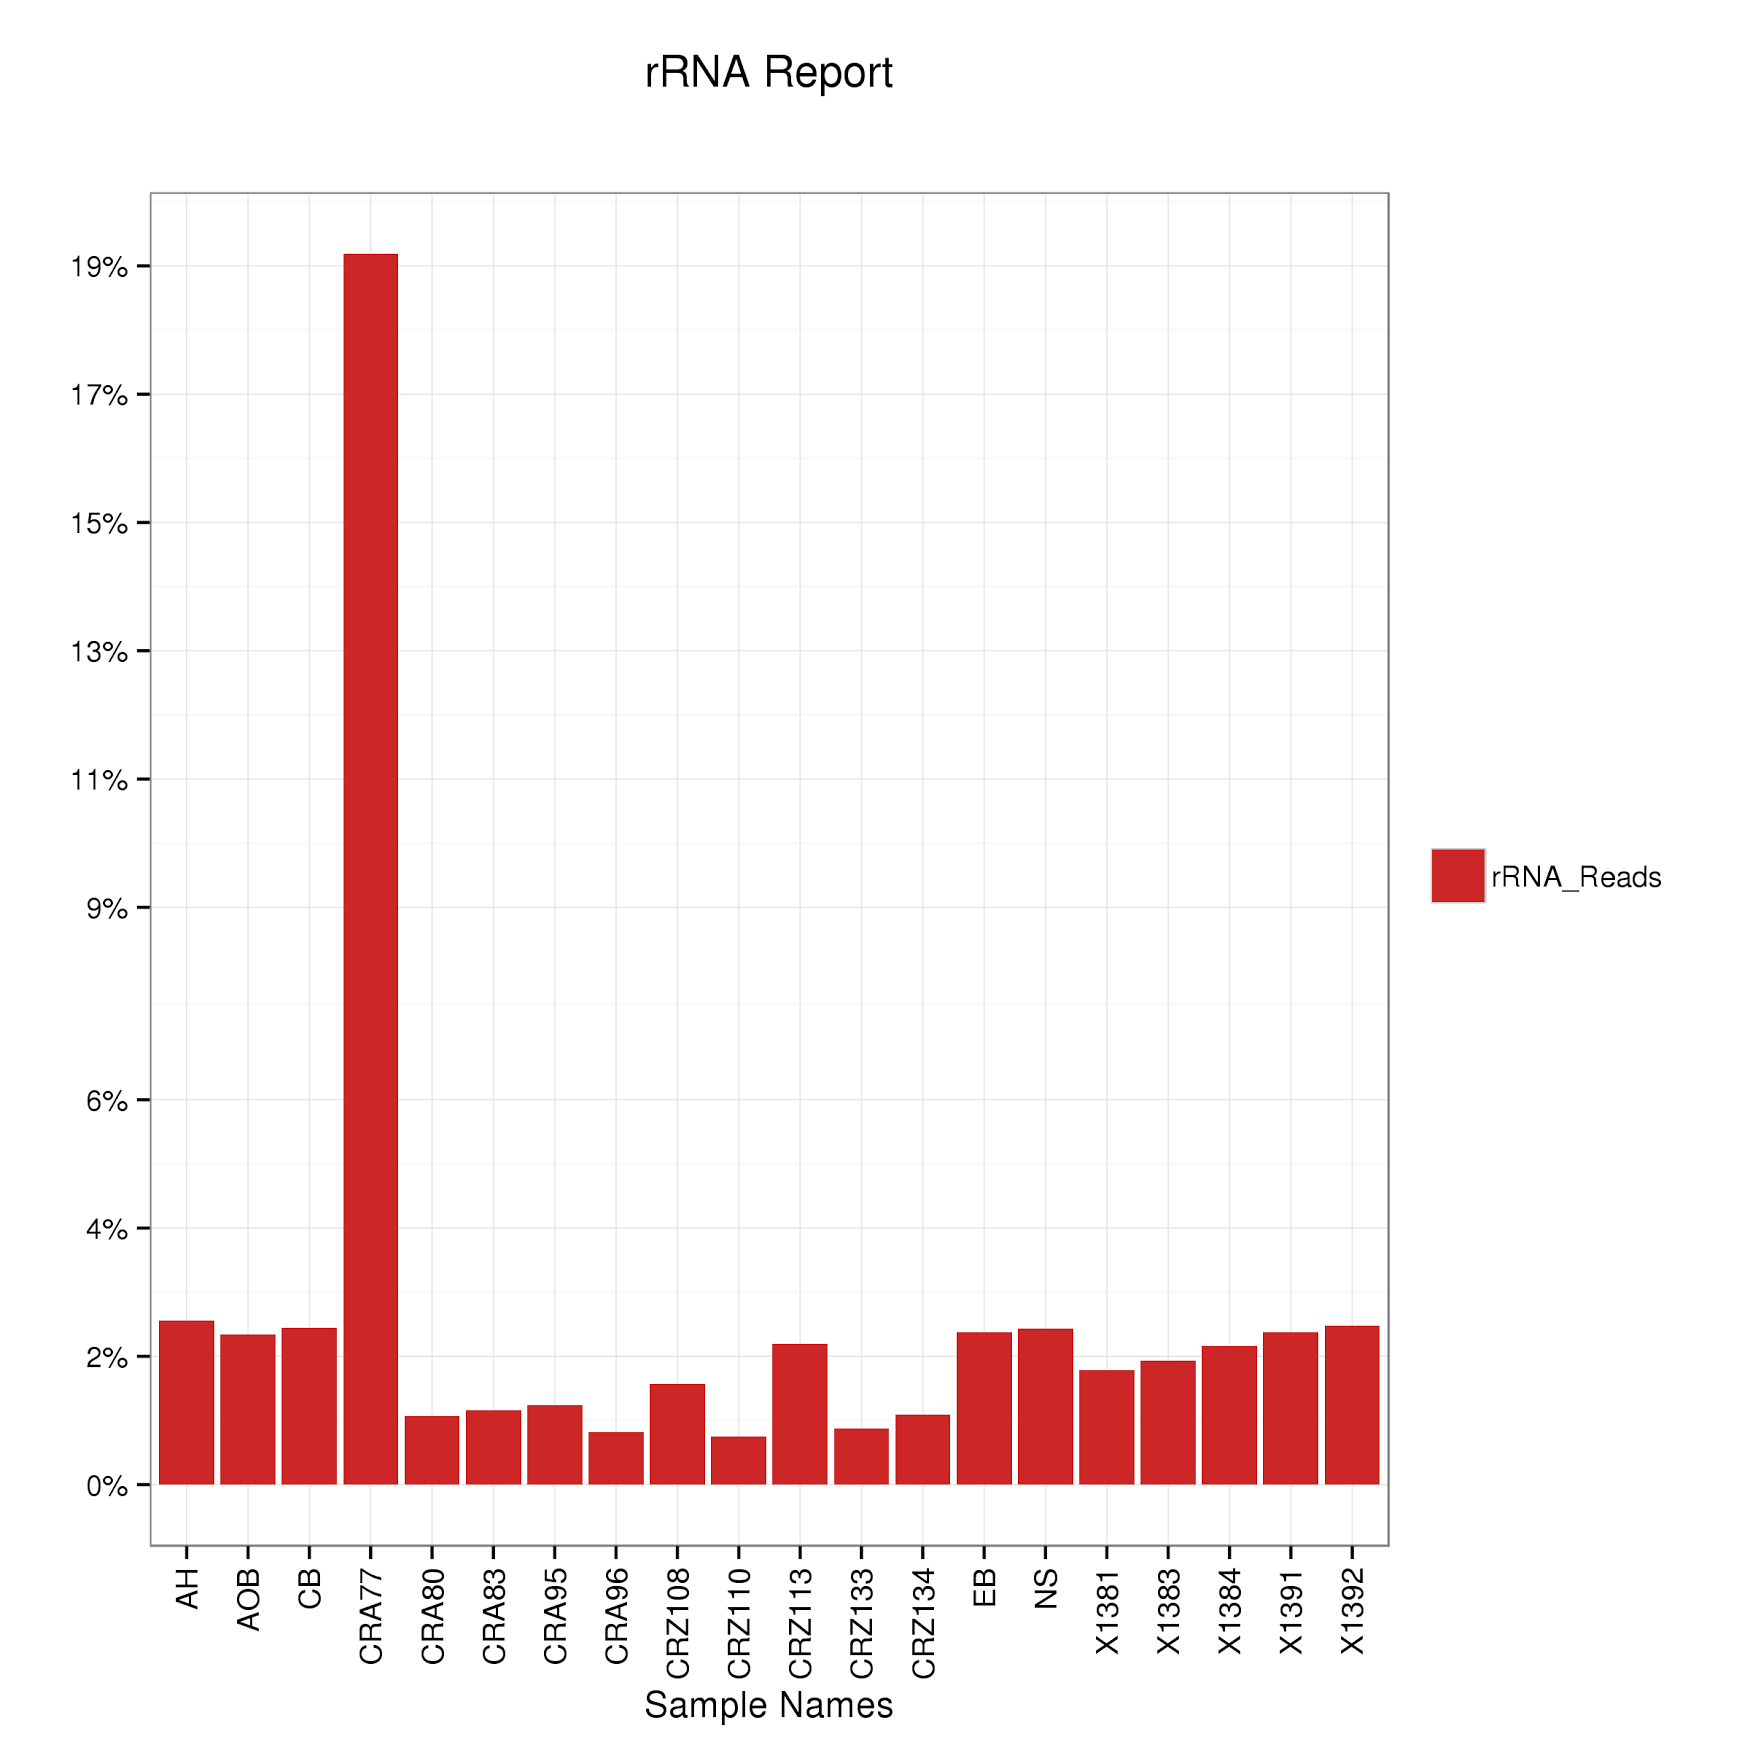 rRNA Report
19%
17%
15%
13%
11%
9%
6%
4%
2%
0%
rRNA_Reads
AH
AOB
CB
CRA77
CRA80
CRA83
CRA95
CRA96
CRZ108
CRZ110
CRZ113
CRZ133
CRZ134
EB
NS
X1381
X1383
X1384
X1391
X1392
Sample Names